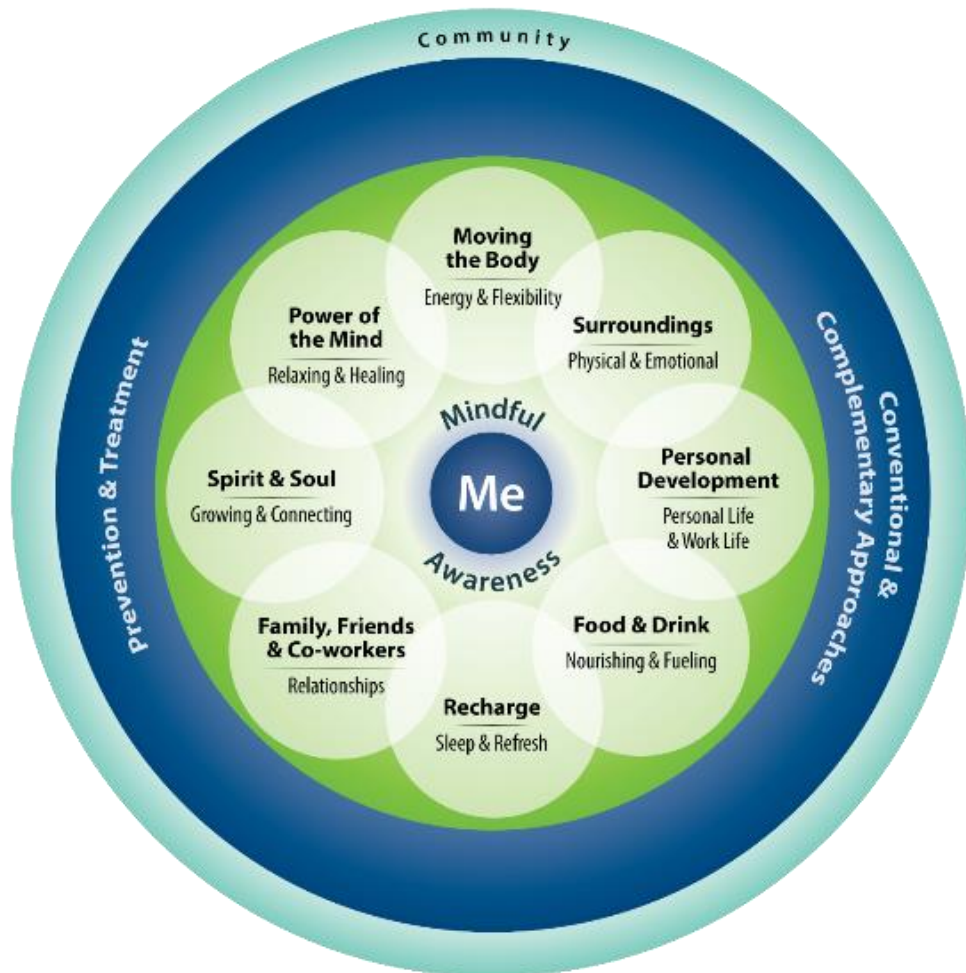 Community
Moving
the Body
Energy & Flexibility
Surroundings
Physical & Emotional
Personal
Development
Personal Life
& Work Life
Food & Drink
Nourishing & Fueling
Recharge
Sleep & Refresh
Family, Friends
& Co-workers
Relationships
Spirit & Soul
Growing & Connecting
Power of
the Mind
Relaxing & Healing
Mindful
Me
Awareness
Prevention & Treatment
Conventional &
Complementary Approaches